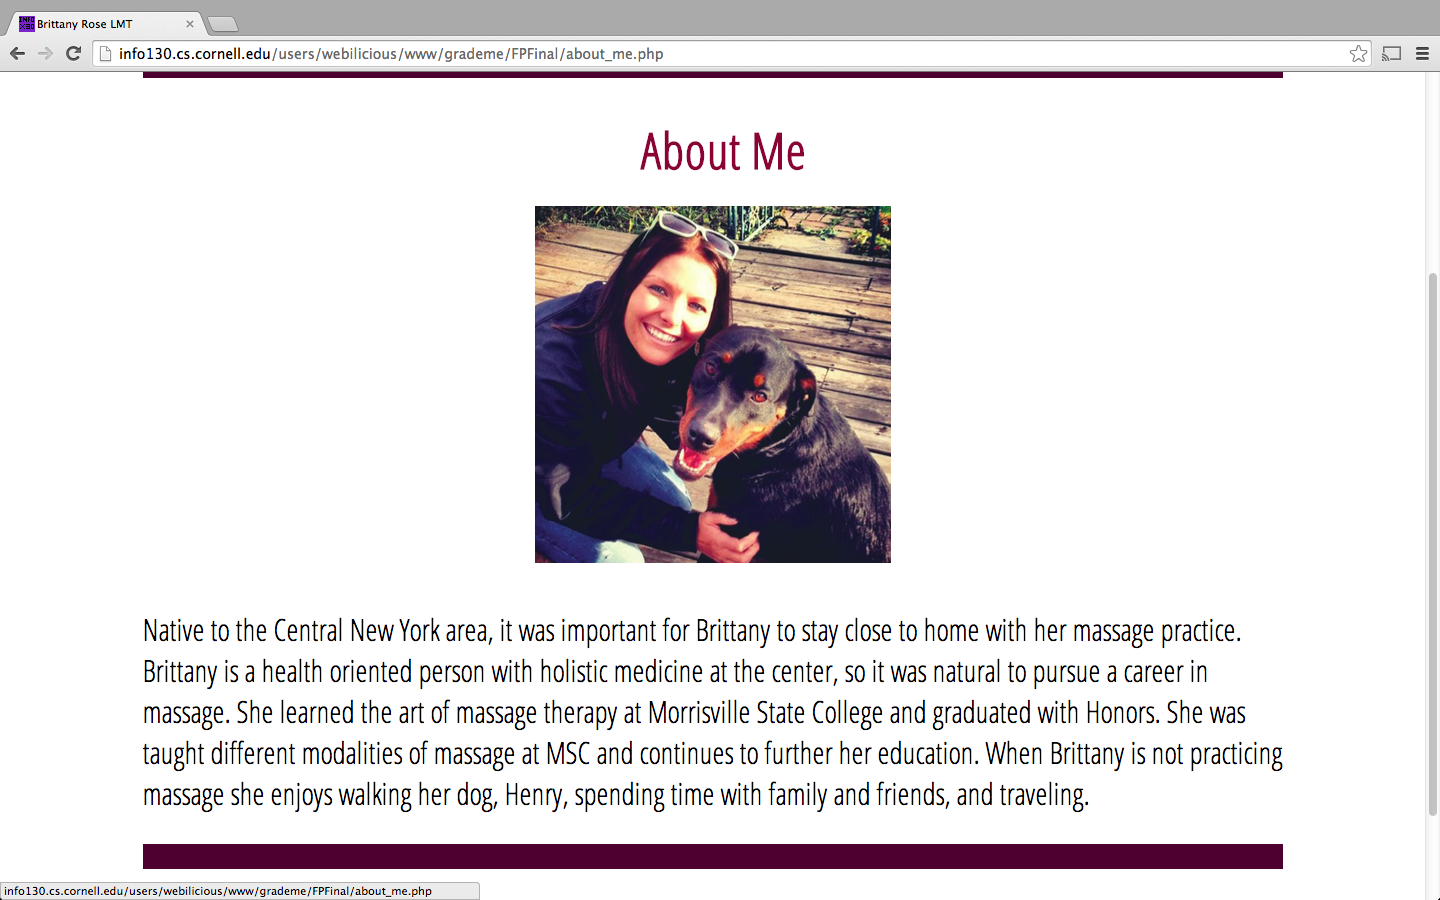 Brittany Rose LMT
info130.cs.cornell.edu/users/webilicious/www/grademe/FPFinal/about_me.php
About Me
Native to the Central New York area, it was important for Brittany to stay close to home with her massage practice.
Brittany is a health oriented person with holistic medicine at the center, so it was natural to pursue a career in
massage. She learned the art of massage therapy at Morrisville State College and graduated with Honors. She was
taught different modalities of massage at MSC and continues to further her education. When Brittany is not practicing
massage she enjoys walking her dog, Henry, spending time with family and friends, and traveling.
info130.cs.cornell.edu/users/webilicious/www/grademe/FPFinal/about_me.php